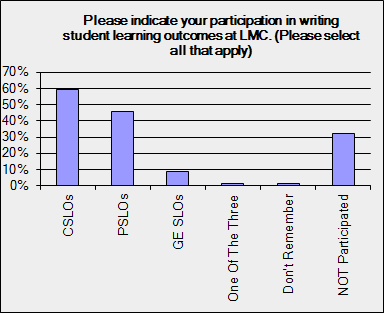 Please indicate your participation in writing
student learning outcomes at LMC. (Please select
all that apply)
70%
60%
50%
40%
30%
20%
10%
0%
CSLOs
PSLOs
GE SLOs
One Of The Three
Don't Remember
NOT Participated